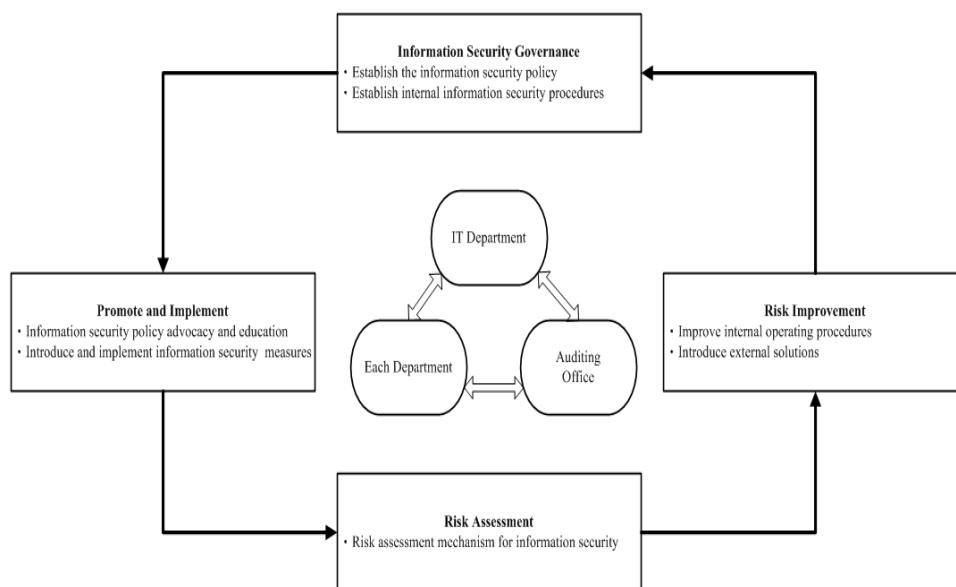 Information Security Governance
• Establish the information security policy
• Establish internal information security procedures
IT Department
Promote and Implement
• Information security policy advocacy and education
• Introduce and implement information security measures
Each Department
Auditing
Office
Risk Improvement
• Improve internal operating procedures
• Introduce external solutions
Risk Assessment
• Risk assessment mechanism for information security